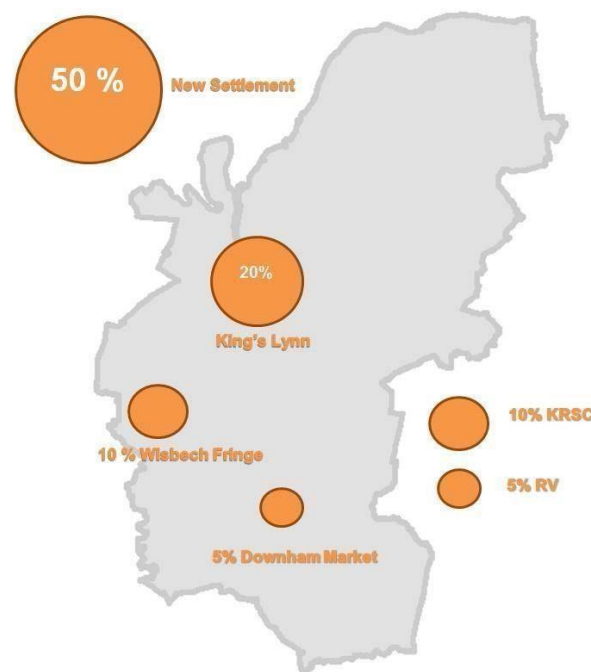 50 %
New Settlement
20%
King's Lynn
10 % Wisbech Fringe
10% KRSC
5% RV
5% Downham Market